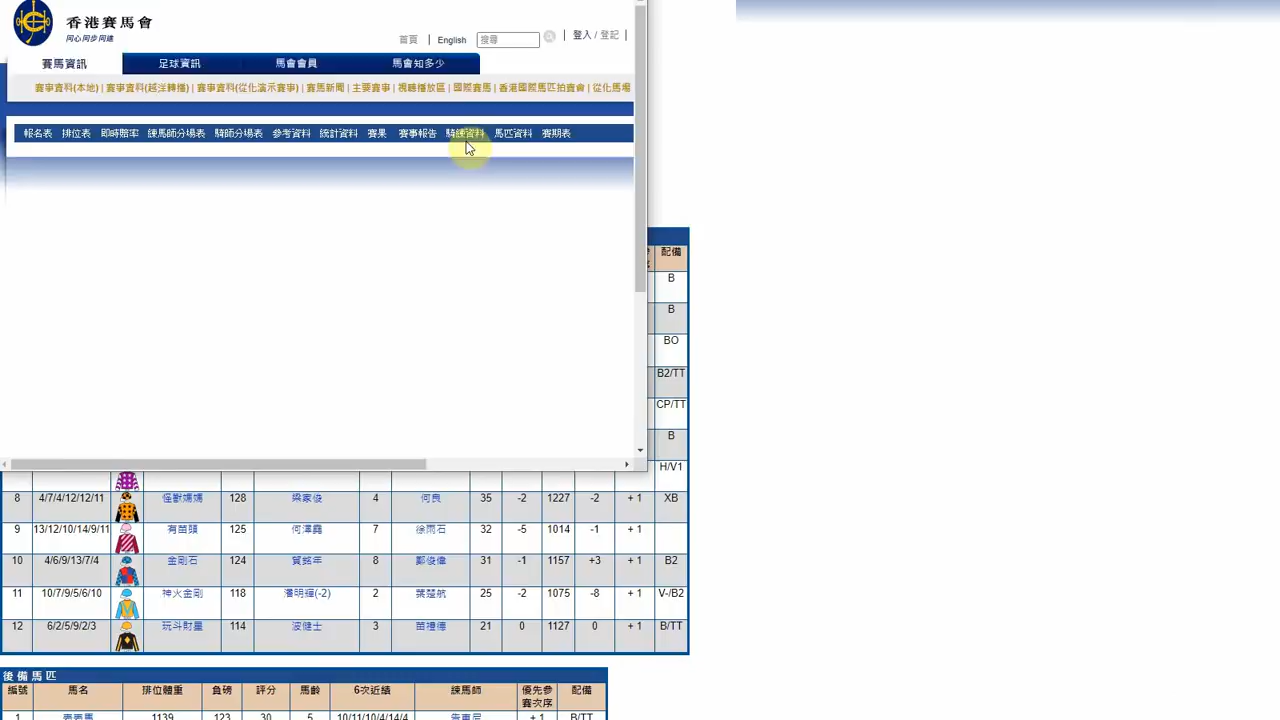 香港賽馬會
同心同步同進
首頁 | English 搜尋 | 登入 / 登記 |
賽馬資訊 足球資訊 馬會會員 馬會知多少
賽事資料(本地) | 賽事資料(越洋轉播) | 賽事資料(從化演示賽事) | 賽馬新聞 | 主要賽事 | 視聽播放區 | 國際賽馬 | 香港國際馬匹拍賣會 | 從化馬場
報名表 排位表 即時賠率 練馬師分場表 騎師分場表 參考資料 統計資料 賽果 賽事報告 騎練資料 馬匹資料 賽期表
配備
B
B
BO
B2/TT
CP/TT
B
H/V1
8 4/7/4/12/12/11 怪獸媽媽 128 梁家俊 4 何良 35 -2 1227 -2 + 1 XB
9 13/12/10/14/9/11 有苗頭 125 何澤堯 7 徐雨石 32 -5 1014 -1 + 1
10 4/6/9/13/7/4 金剛石 124 賀銘年 8 鄭俊偉 31 -1 1157 +3 + 1 B2
11 10/7/9/5/6/10 神火金剛 118 潘明輝(-2) 2 葉楚航 25 -2 1075 -8 + 1 V-/B2
12 6/2/5/9/2/3 玩斗財星 114 波健士 3 苗禮德 21 0 1127 0 + 1 B/TT
後備馬匹
編號 馬名 排位體重 負磅 評分 馬齡 6次近績 練馬師 優先參賽次序 配備
1 1139 123 30 5 10/11/10/4/14/4 告東尼 + 1 B/TT